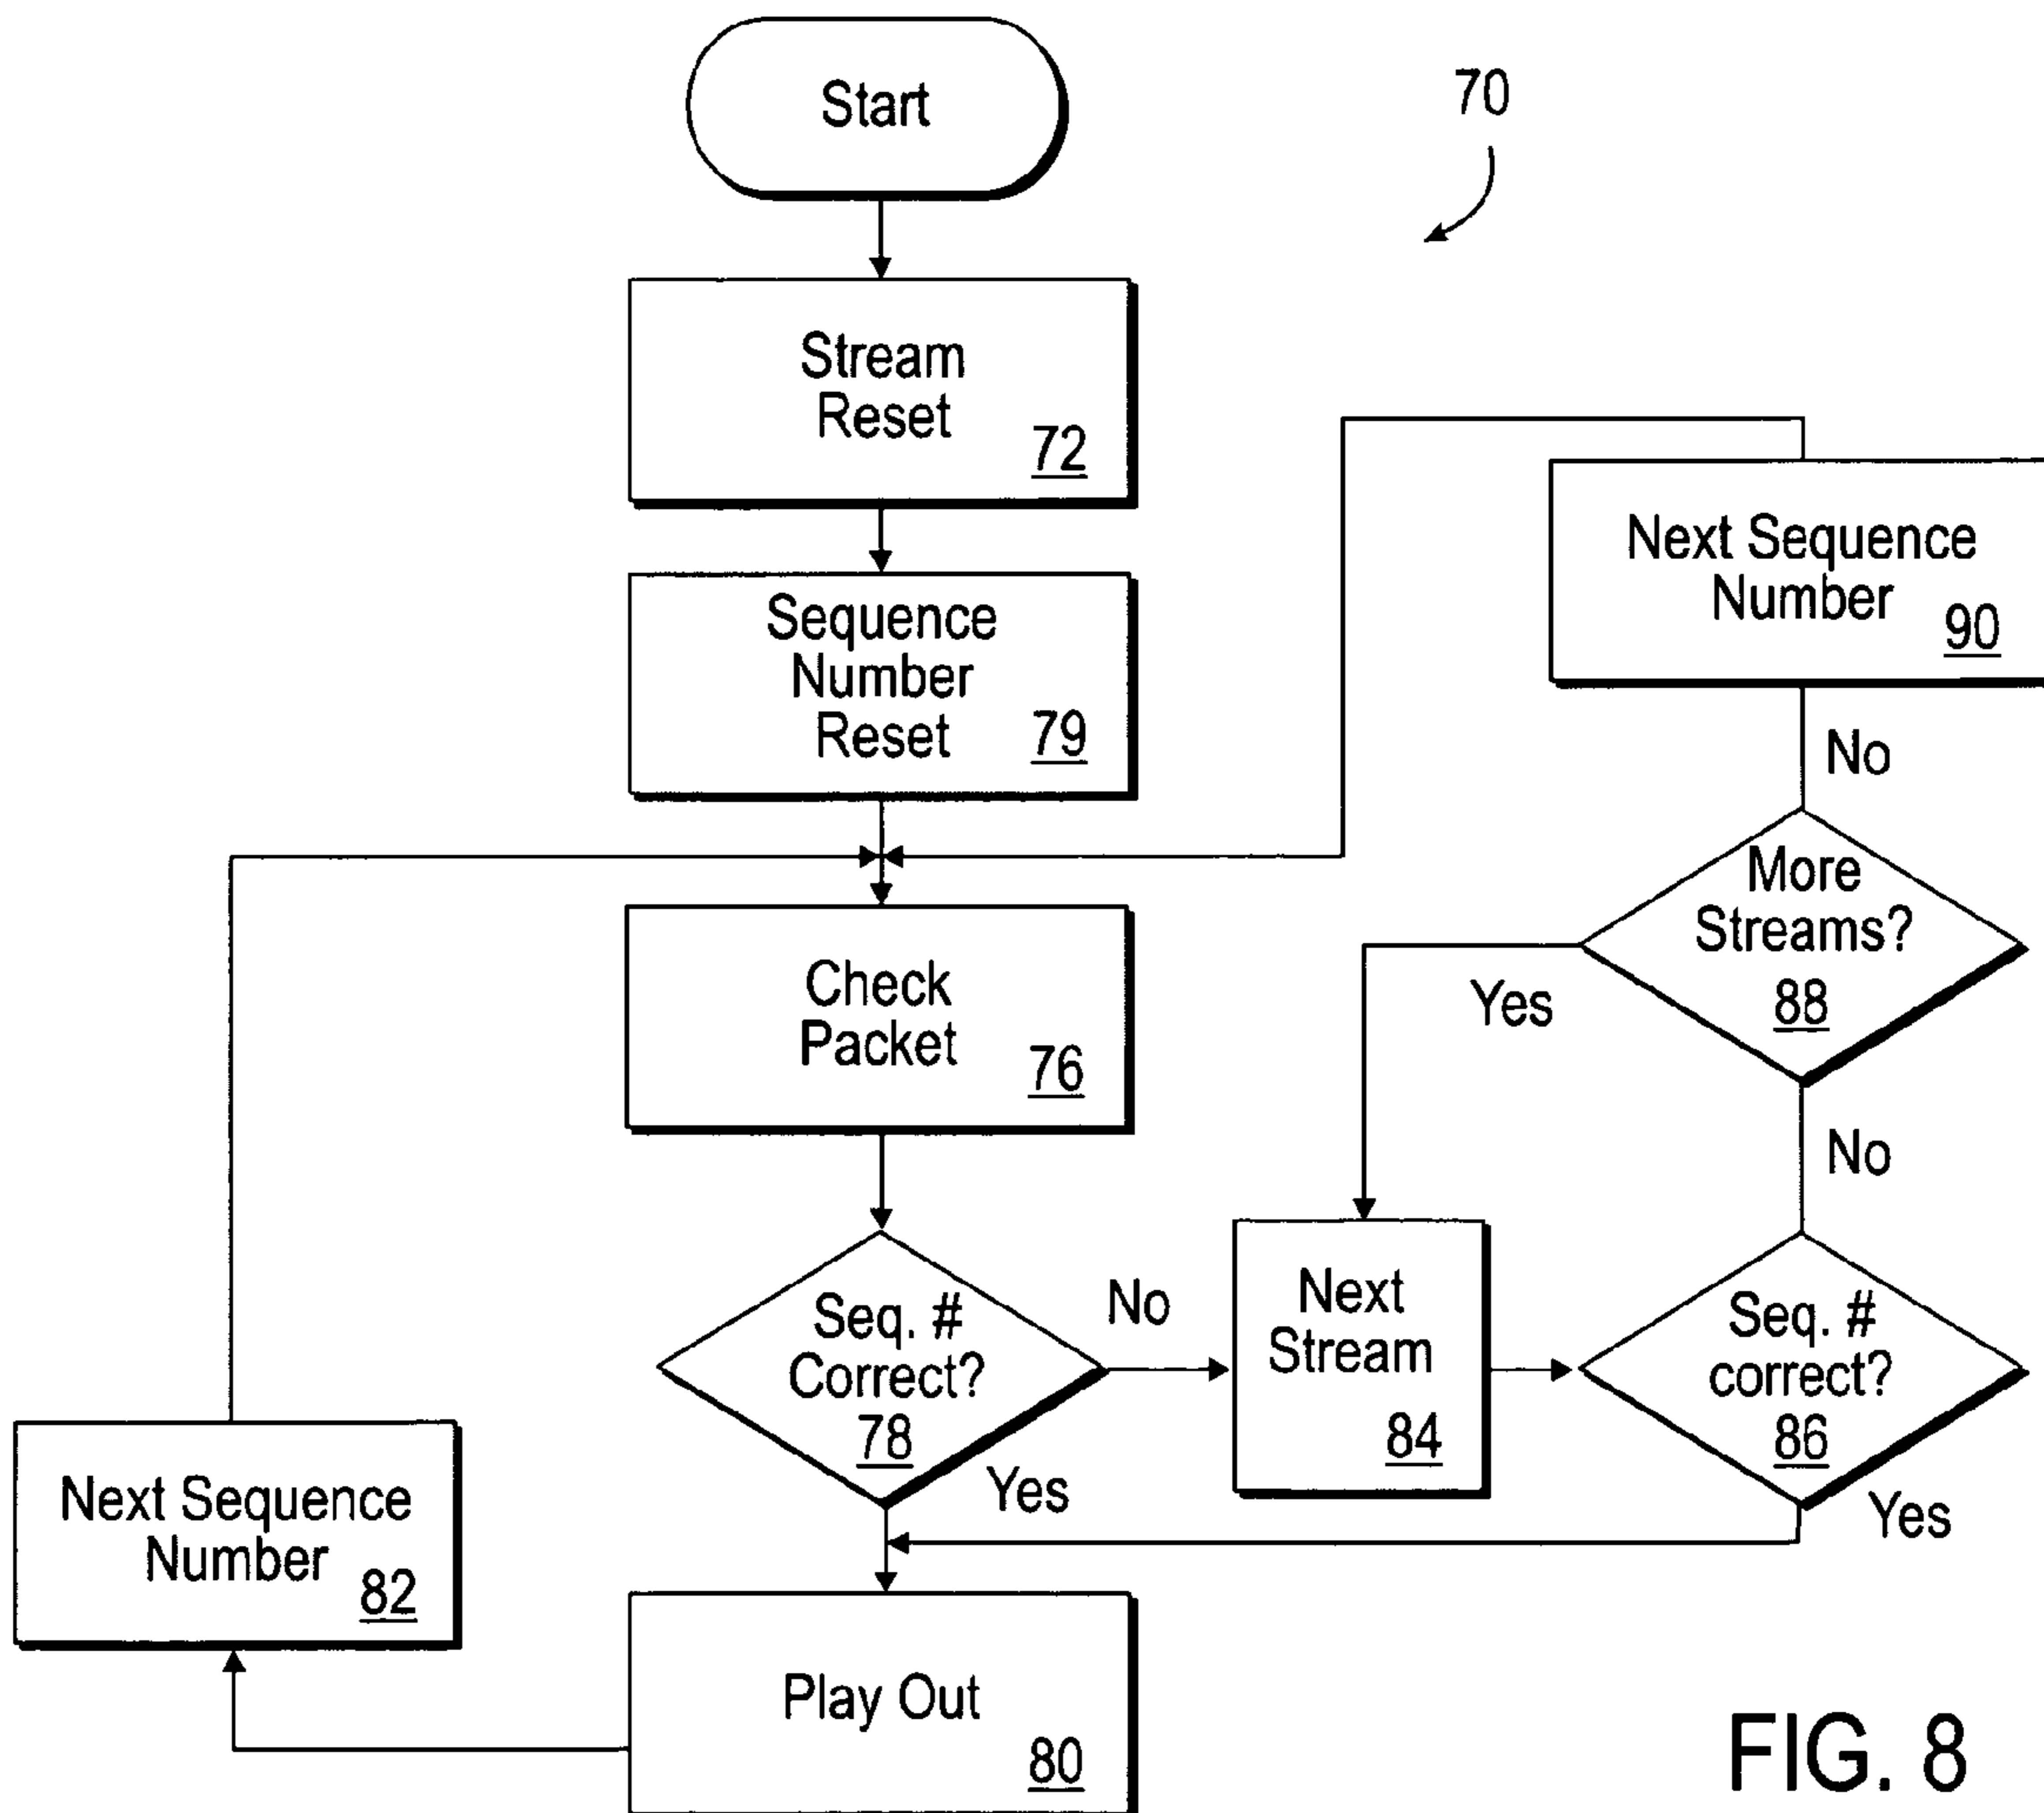 Start
70
Stream
Reset
72
Sequence
Number
Reset
79
Next Sequence
Number
90
No
More
Streams?
88
Yes
No
Check
Packet
76
Seq. #
Correct?
78
No
Yes
Next
Stream
84
Seq. #
correct?
86
Yes
Next Sequence
Number
82
Play Out
80
FIG. 8